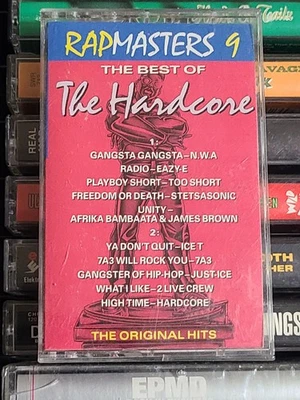 RAPMASTERS 9
THE BEST OF
The Hardcore
1:
GANGSTA GANGSTA–N.W.A
RADIO–EAZY-E
PLAYBOY SHORT–TOO SHORT
FREEDOM OR DEATH–STETSASONIC
UNITY–
AFRIKA BAMBAATA & JAMES BROWN
2:
YA DON'T QUIT–ICE T
7A3 WILL ROCK YOU–7A3
GANGSTER OF HIP-HOP–JUST-ICE
WHAT I LIKE–2 LIVE CREW
HIGH TIME–HARDCORE
THE ORIGINAL HITS
EPMD